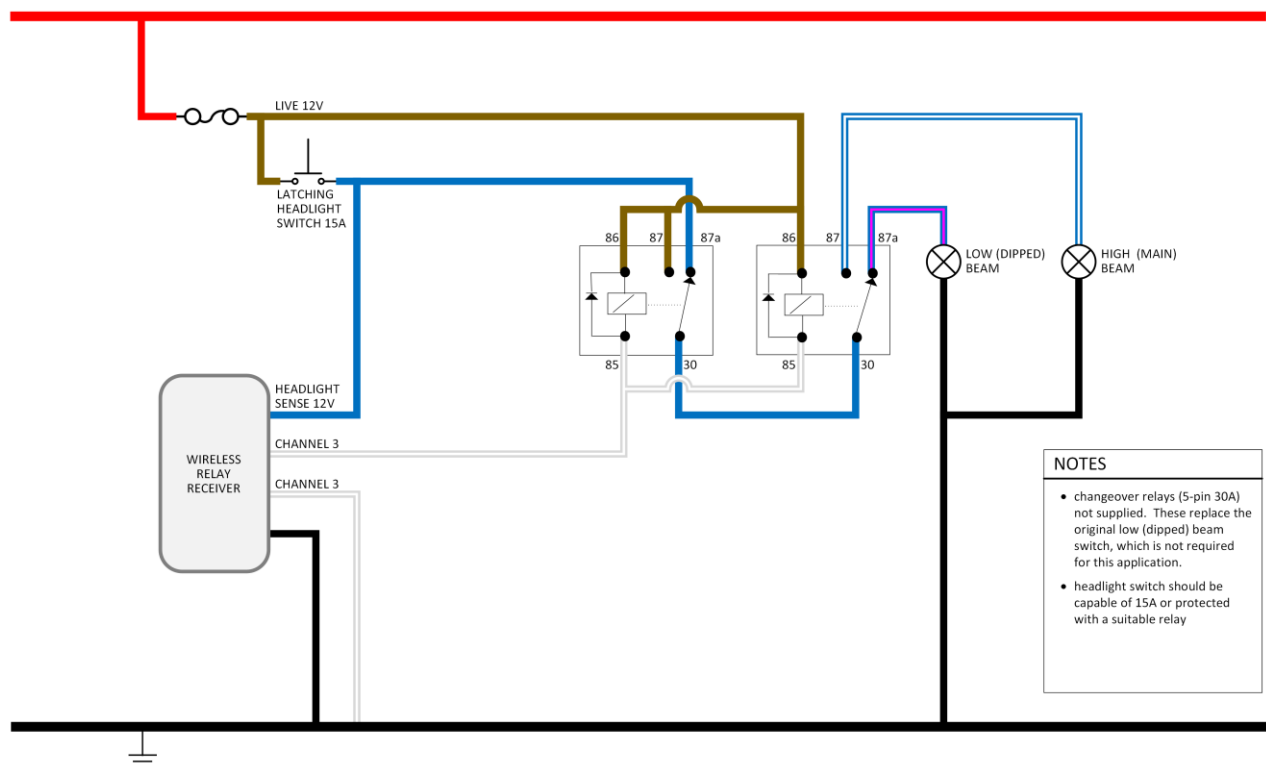 LIVE 12V
LATCHING
HEADLIGHT
SWITCH 15A
86
87
87a
86
87
87a
LOW (DIPPED)
BEAM
HIGH (MAIN)
BEAM
85
30
85
30
HEADLIGHT
SENSE 12V
CHANNEL 3
WIRELESS
RELAY
RECEIVER
CHANNEL 3
NOTES
• changeover relays (5-pin 30A)
not supplied. These replace the
original low (dipped) beam
switch, which is not required
for this application.
• headlight switch should be
capable of 15A or protected
with a suitable relay